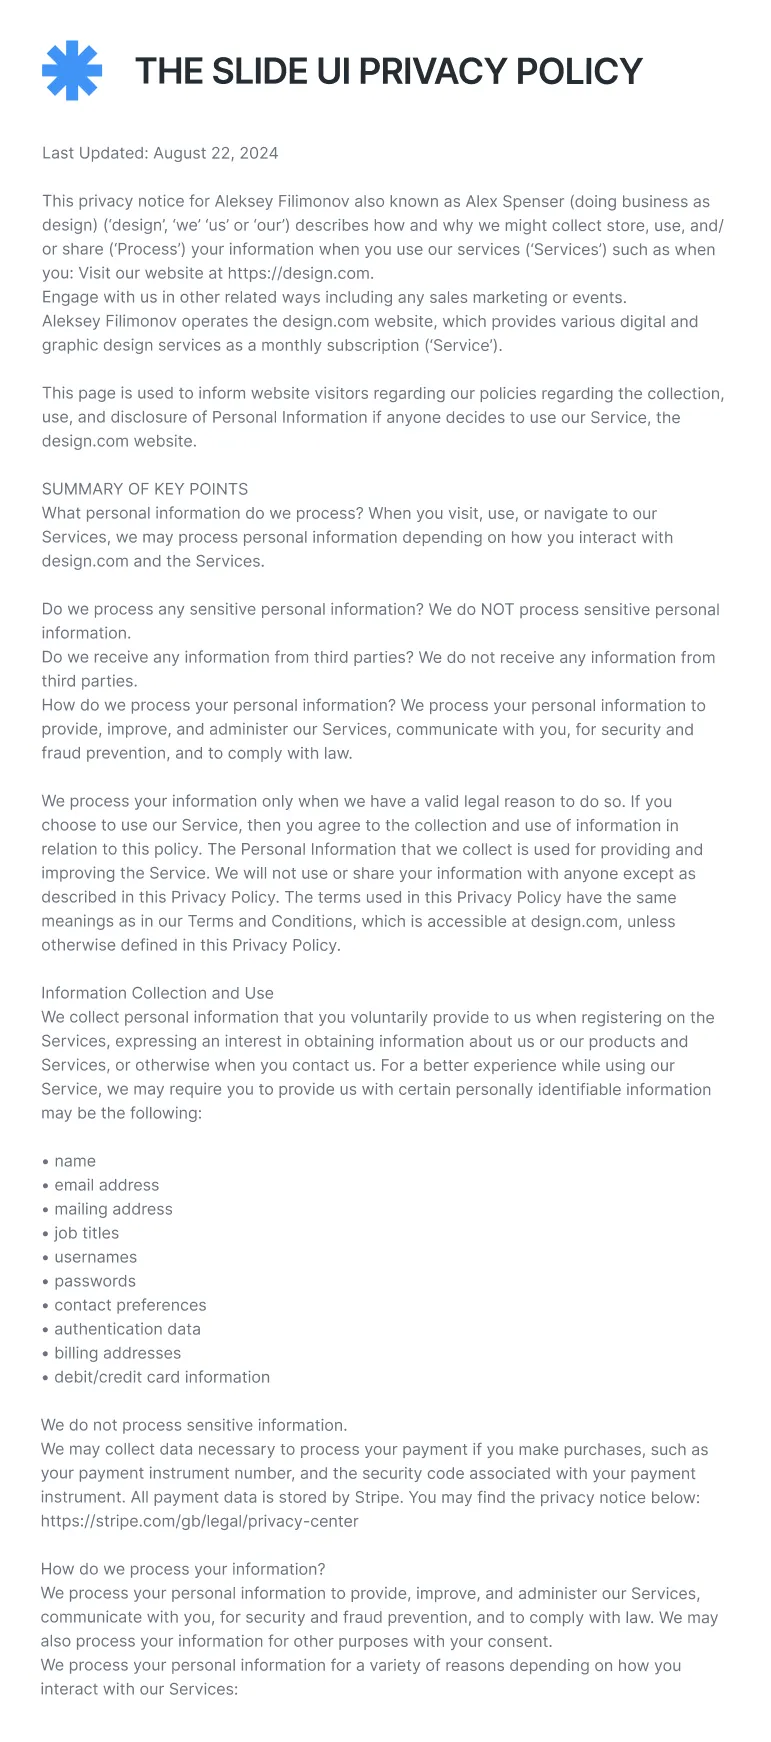 THE SLIDE UI PRIVACY POLICY
Last Updated: August 22, 2024
This privacy notice for Aleksey Filimonov also known as Alex Spenser (doing business as
design) (‘design’, ‘we’ ‘us’ or ‘our’) describes how and why we might collect store, use, and/
or share (‘Process’) your information when you use our services (‘Services’) such as when
you: Visit our website at https://design.com.
Engage with us in other related ways including any sales marketing or events.
Aleksey Filimonov operates the design.com website, which provides various digital and
graphic design services as a monthly subscription (‘Service’).
This page is used to inform website visitors regarding our policies regarding the collection,
use, and disclosure of Personal Information if anyone decides to use our Service, the
design.com website.
SUMMARY OF KEY POINTS
What personal information do we process? When you visit, use, or navigate to our
Services, we may process personal information depending on how you interact with
design.com and the Services.
Do we process any sensitive personal information? We do NOT process sensitive personal
information.
Do we receive any information from third parties? We do not receive any information from
third parties.
How do we process your personal information? We process your personal information to
provide, improve, and administer our Services, communicate with you, for security and
fraud prevention, and to comply with law.
We process your information only when we have a valid legal reason to do so. If you
choose to use our Service, then you agree to the collection and use of information in
relation to this policy. The Personal Information that we collect is used for providing and
improving the Service. We will not use or share your information with anyone except as
described in this Privacy Policy. The terms used in this Privacy Policy have the same
meanings as in our Terms and Conditions, which is accessible at design.com, unless
otherwise defined in this Privacy Policy.
Information Collection and Use
We collect personal information that you voluntarily provide to us when registering on the
Services, expressing an interest in obtaining information about us or our products and
Services, or otherwise when you contact us. For a better experience while using our
Service, we may require you to provide us with certain personally identifiable information
may be the following:
• name
• email address
• mailing address
• job titles
• usernames
• passwords
• contact preferences
• authentication data
• billing addresses
• debit/credit card information
We do not process sensitive information.
We may collect data necessary to process your payment if you make purchases, such as
your payment instrument number, and the security code associated with your payment
instrument. All payment data is stored by Stripe. You may find the privacy notice below:
https://stripe.com/gb/legal/privacy-center
How do we process your information?
We process your personal information to provide, improve, and administer our Services,
communicate with you, for security and fraud prevention, and to comply with law. We may
also process your information for other purposes with your consent.
We process your personal information for a variety of reasons depending on how you
interact with our Services: